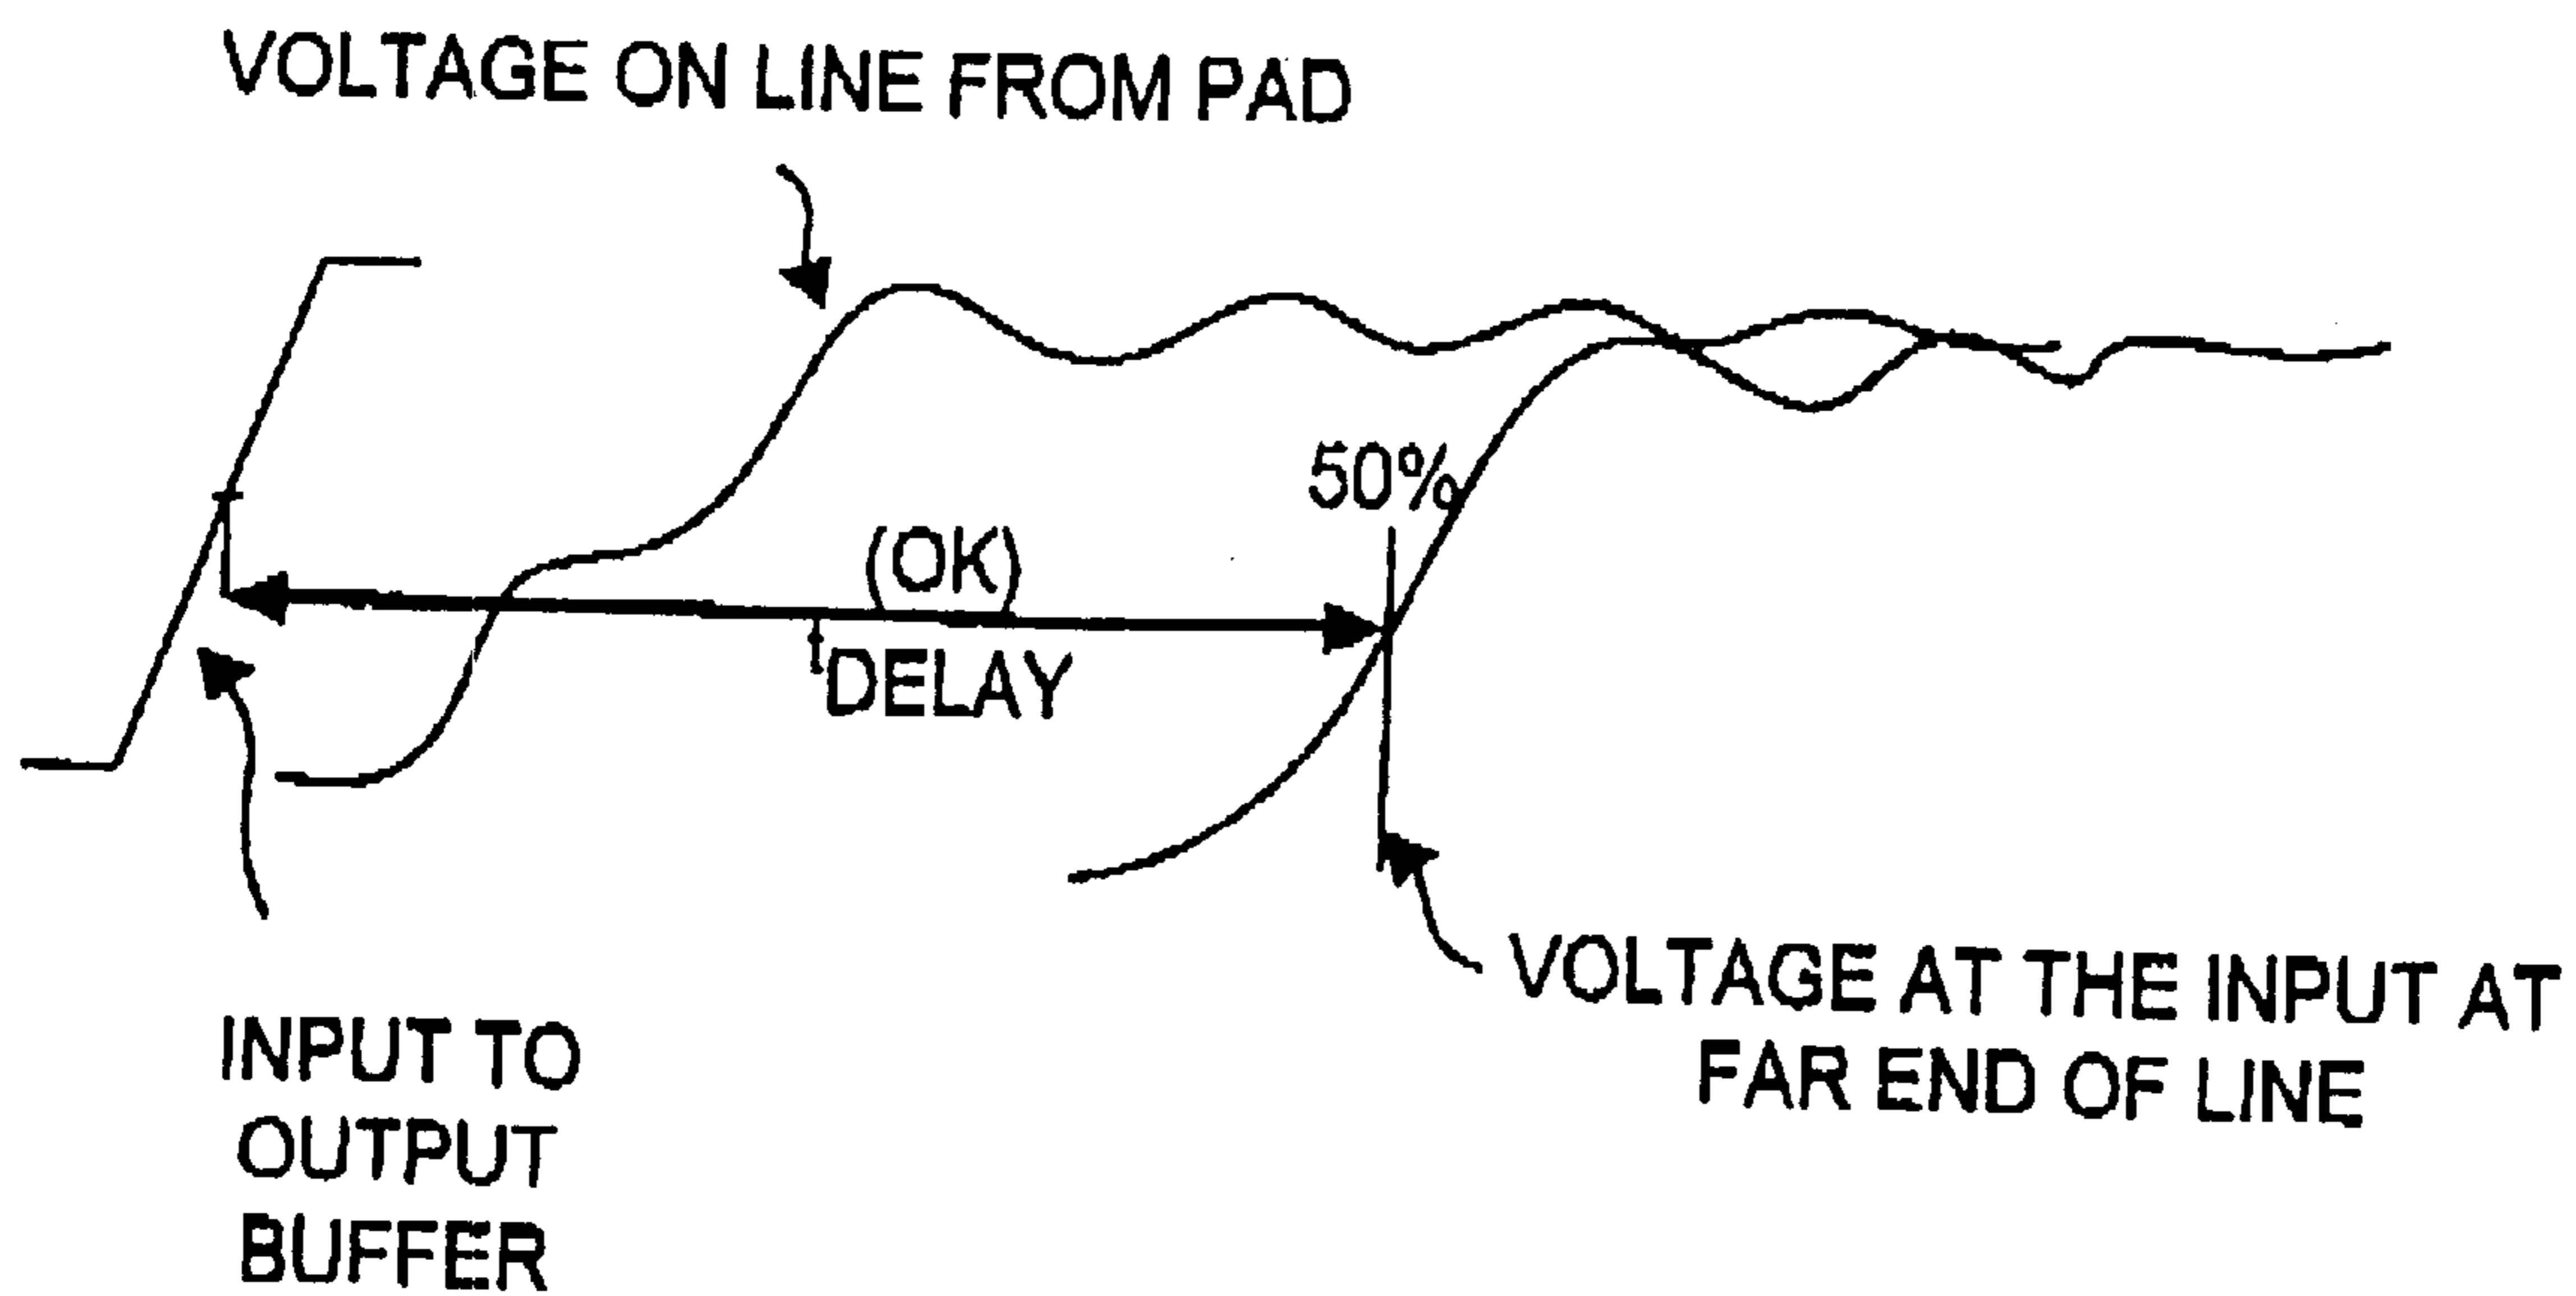 VOLTAGE ON LINE FROM PAD
50%
(OK)
DELAY
VOLTAGE AT THE INPUT AT
FAR END OF LINE
INPUT TO
OUTPUT
BUFFER